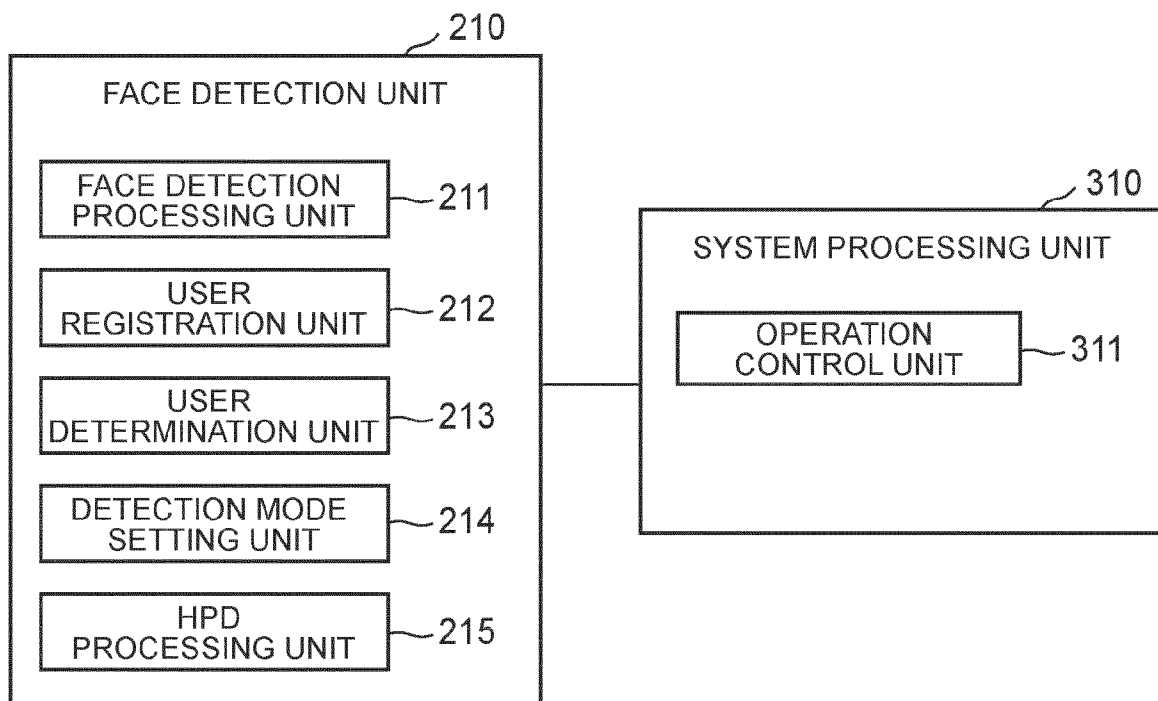 210
FACE DETECTION UNIT
FACE DETECTION
PROCESSING UNIT
211
USER
REGISTRATION UNIT
212
USER
DETERMINATION UNIT
213
DETECTION MODE
SETTING UNIT
214
HPD
PROCESSING UNIT
215
310
SYSTEM PROCESSING UNIT
OPERATION
CONTROL UNIT
311